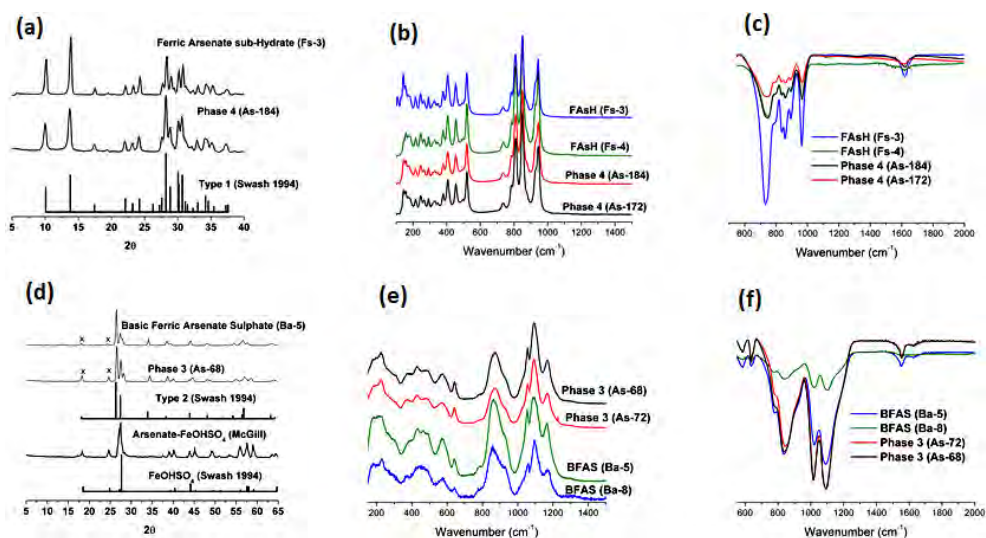 (a)
Ferric Arsenate sub-Hydrate (Fs-3)
Phase 4 (As-184)
Type 1 (Swash 1994)
5 10 15 20 25 30 35 40
2θ
(b)
FAsH (Fs-3)
FAsH (Fs-4)
Phase 4 (As-184)
Phase 4 (As-172)
200 400 600 800 1000 1200 1400
Wavenumber (cm⁻¹)
(c)
FAsH (Fs-3)
FAsH (Fs-4)
Phase 4 (As-184)
Phase 4 (As-172)
600 800 1000 1200 1400 1600 1800 2000
Wavenumber (cm⁻¹)
(d)
x x Basic Ferric Arsenate Sulphate (Ba-5)
x x Phase 3 (As-68)
Type 2 (Swash 1994)
Arsenate-FeOHSO₄ (McGill)
FeOHSO₄ (Swash 1994)
5 10 15 20 25 30 35 40 45 50 55 60 65
2θ
(e)
Phase 3 (As-68)
Phase 3 (As-72)
BFAS (Ba-5)
BFAS (Ba-8)
200 400 600 800 1000 1200 1400
Wavenumber (cm⁻¹)
(f)
BFAS (Ba-5)
BFAS (Ba-8)
Phase 3 (As-72)
Phase 3 (As-68)
600 800 1000 1200 1400 1600 1800 2000
Wavenumber (cm⁻¹)